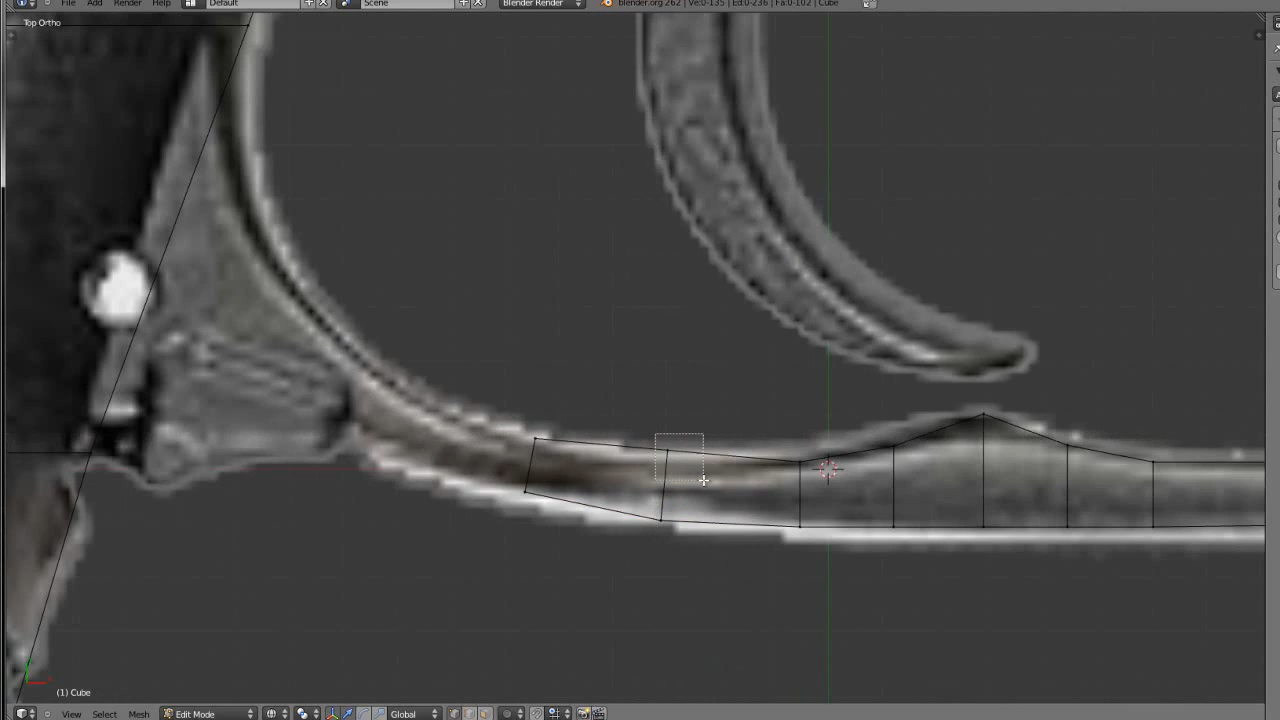 File Add Render Help Default Scene Blender Render blender.org 262 | Ve:0-135 | Ed:0-236 | Fa:0-102 | Cube
Top Ortho
(1) Cube
View Select Mesh Edit Mode Global